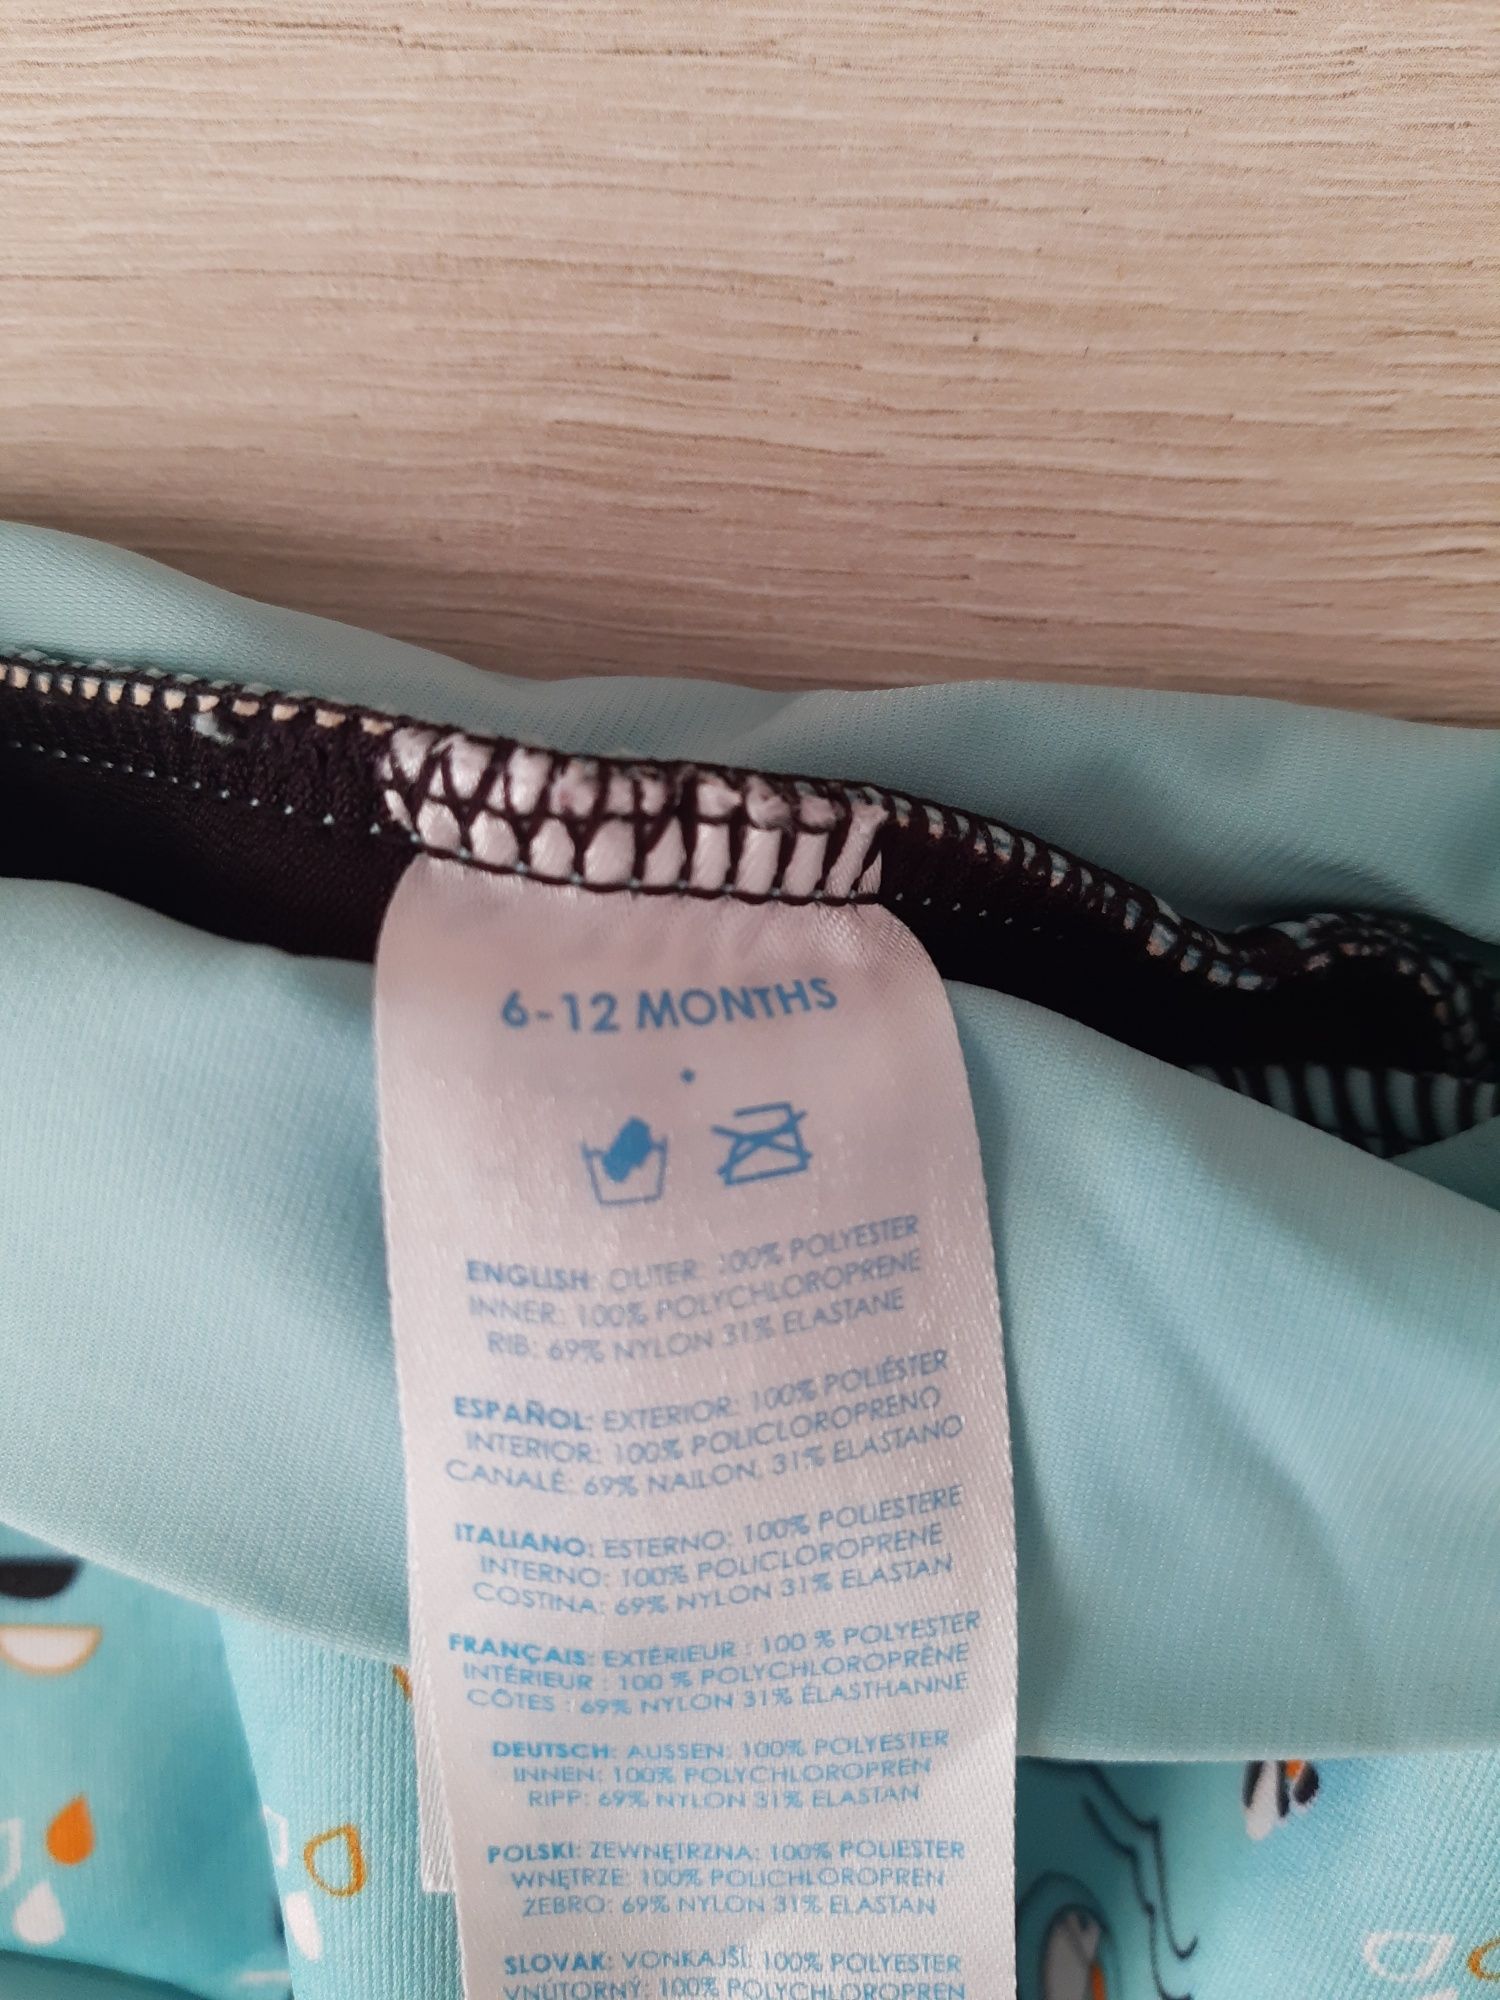 6-12 MONTHS
ENGLISH: OUTER: 100% POLYESTER
INNER: 100% POLYCHLOROPRENE
RIB: 69% NYLON 31% ELASTANE
ESPAÑOL: EXTERIOR: 100% POLIÉSTER
INTERIOR: 100% POLICLOROPRENO
CANALÉ: 69% NAILON, 31% ELASTANO
ITALIANO: ESTERNO: 100% POLIESTERE
INTERNO: 100% POLICLOROPRENE
COSTINA: 69% NYLON 31% ELASTAN
FRANÇAIS: EXTÉRIEUR : 100 % POLYESTER
INTÉRIEUR : 100 % POLYCHLOROPRÈNE
CÔTES : 69% NYLON 31% ÉLASTHANNE
DEUTSCH: AUSSEN: 100% POLYESTER
INNEN: 100% POLYCHLOROPREN
RIPP: 69% NYLON 31% ELASTAN
POLSKI: ZEWNĘTRZNA: 100% POLIESTER
WNĘTRZE: 100% POLICHLOROPREN
ŻEBRO: 69% NYLON 31% ELASTAN
SLOVAK: VONKAJŠÍ: 100% POLYESTER
VNÚTORNÝ: 100% POLYCHLOROPREN